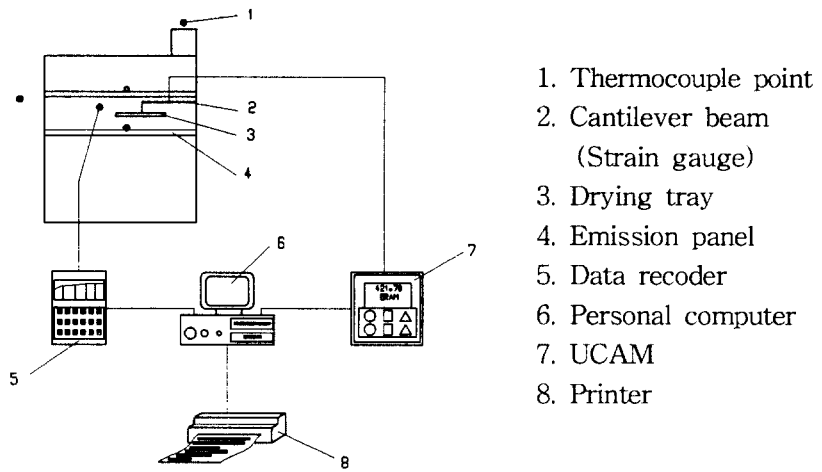 1
2
3
4
5
6
7
8
421.70
GRAM
1. Thermocouple point
2. Cantilever beam
(Strain gauge)
3. Drying tray
4. Emission panel
5. Data recoder
6. Personal computer
7. UCAM
8. Printer